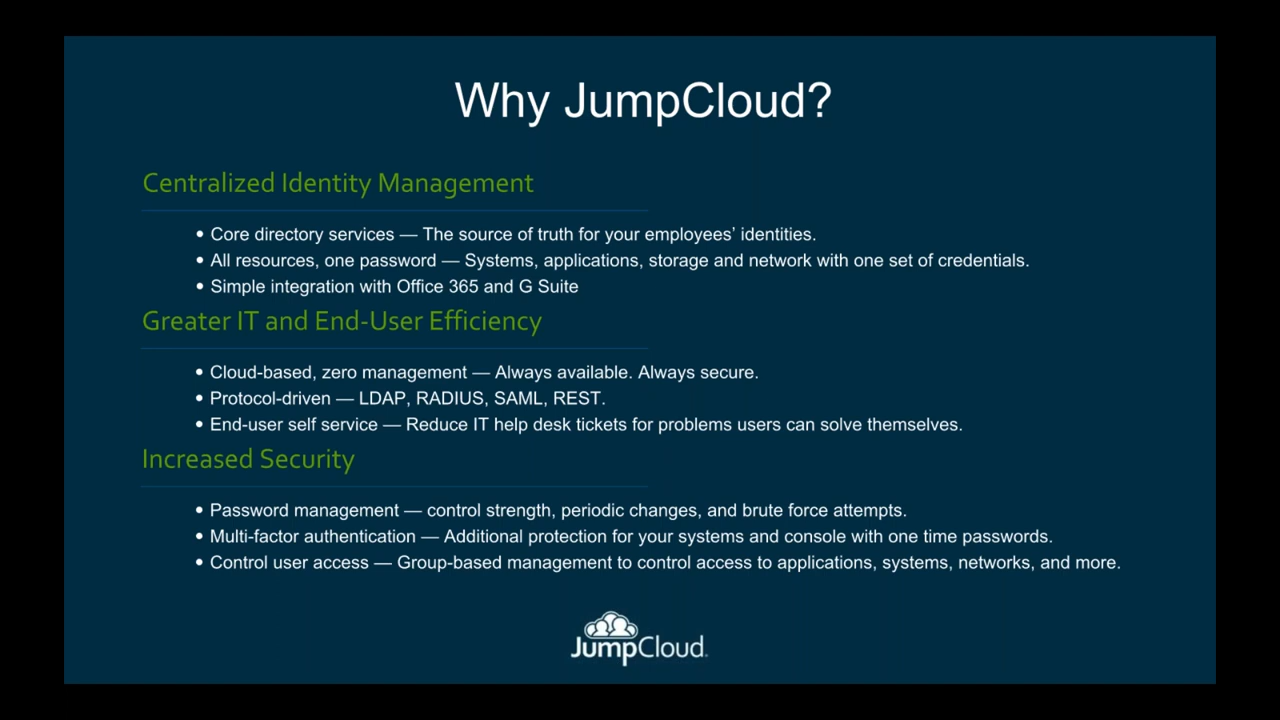 Why JumpCloud?
Centralized Identity Management
• Core directory services — The source of truth for your employees’ identities.
• All resources, one password — Systems, applications, storage and network with one set of credentials.
• Simple integration with Office 365 and G Suite
Greater IT and End-User Efficiency
• Cloud-based, zero management — Always available. Always secure.
• Protocol-driven — LDAP, RADIUS, SAML, REST.
• End-user self service — Reduce IT help desk tickets for problems users can solve themselves.
Increased Security
• Password management — control strength, periodic changes, and brute force attempts.
• Multi-factor authentication — Additional protection for your systems and console with one time passwords.
• Control user access — Group-based management to control access to applications, systems, networks, and more.
JumpCloud